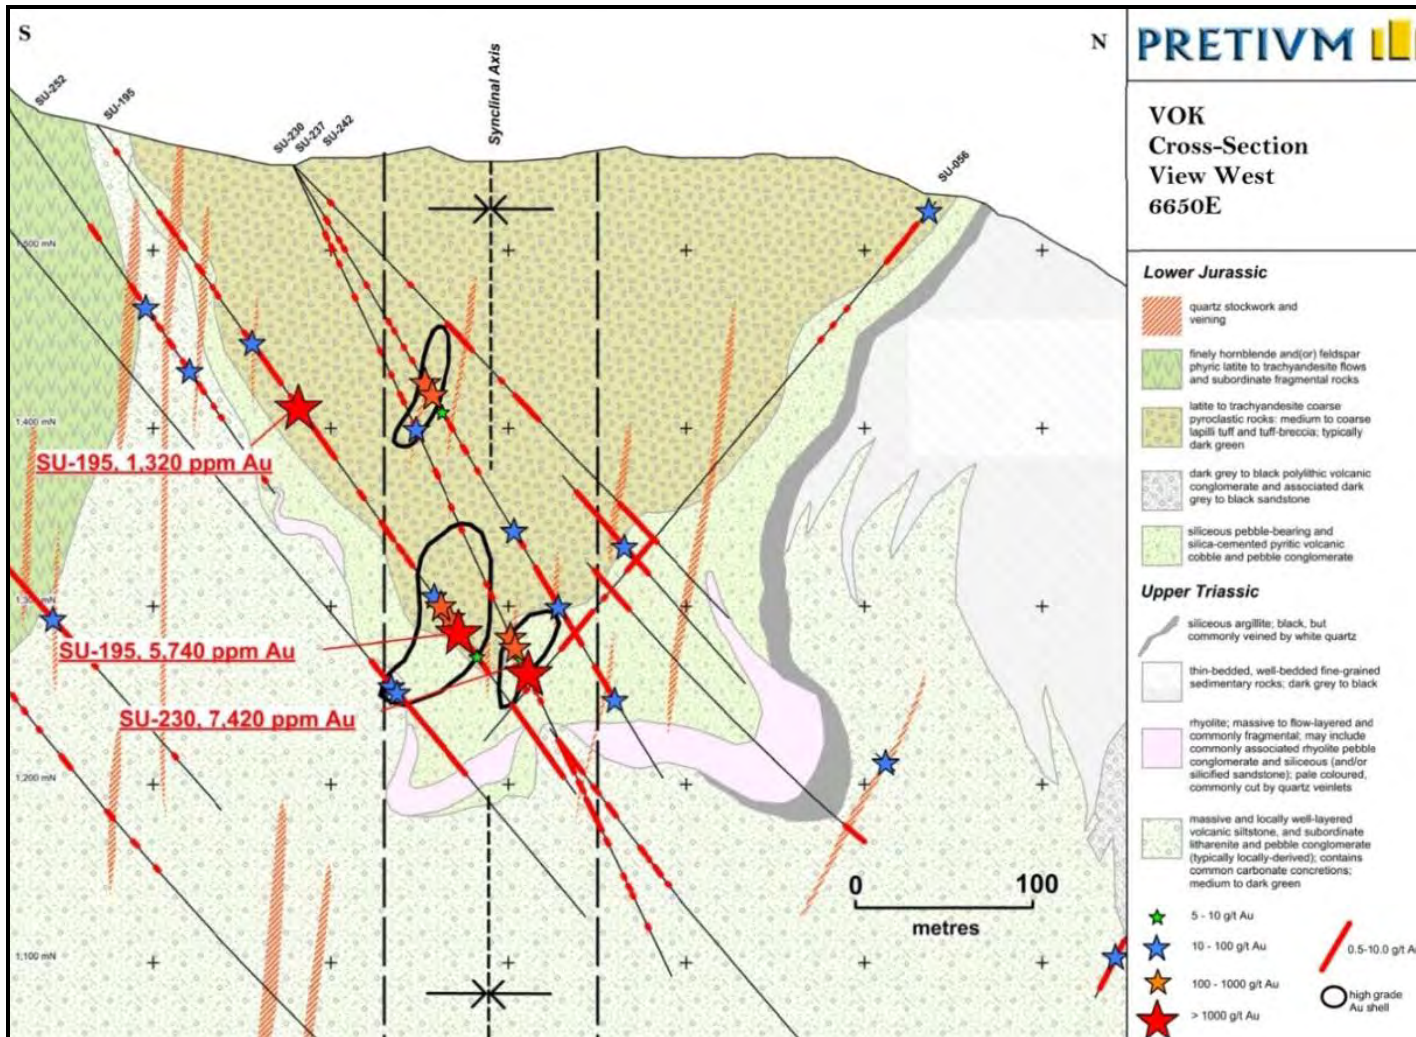 S
N
SU-252
SU-195
SU-230
SU-237
SU-242
Synclinal Axis
SU-056
PRETIVM
VOK
Cross-Section
View West
6650E
Lower Jurassic
quartz stockwork and
veining
finely hornblende and(or) feldspar
phyric latite to trachyandesite flows
and subordinate fragmental rocks
latite to trachyandesite coarse
pyroclastic rocks: medium to coarse
lapilli tuff and tuff-breccia; typically
dark green
dark grey to black polylithic volcanic
conglomerate and associated dark
grey to black sandstone
siliceous pebble-bearing and
silica-cemented pyritic volcanic
cobble and pebble conglomerate
Upper Triassic
siliceous argillite; black, but
commonly veined by white quartz
thin-bedded, well-bedded fine-grained
sedimentary rocks; dark grey to black
rhyolite; massive to flow-layered and
commonly fragmental; may include
commonly associated rhyolite pebble
conglomerate and siliceous (and/or
silicified sandstone); pale coloured,
commonly cut by quartz veinlets
massive and locally well-layered
volcanic siltstone, and subordinate
litharenite and pebble conglomerate
(typically locally-derived); contains
common carbonate concretions;
medium to dark green
5 - 10 g/t Au
10 - 100 g/t Au
100 - 1000 g/t Au
> 1000 g/t Au
0.5-10.0 g/t Au
high grade
Au shell
1,400 mN
SU-195, 1,320 ppm Au
SU-195, 5,740 ppm Au
SU-230, 7,420 ppm Au
1,200 mN
1,100 mN
0 100
metres